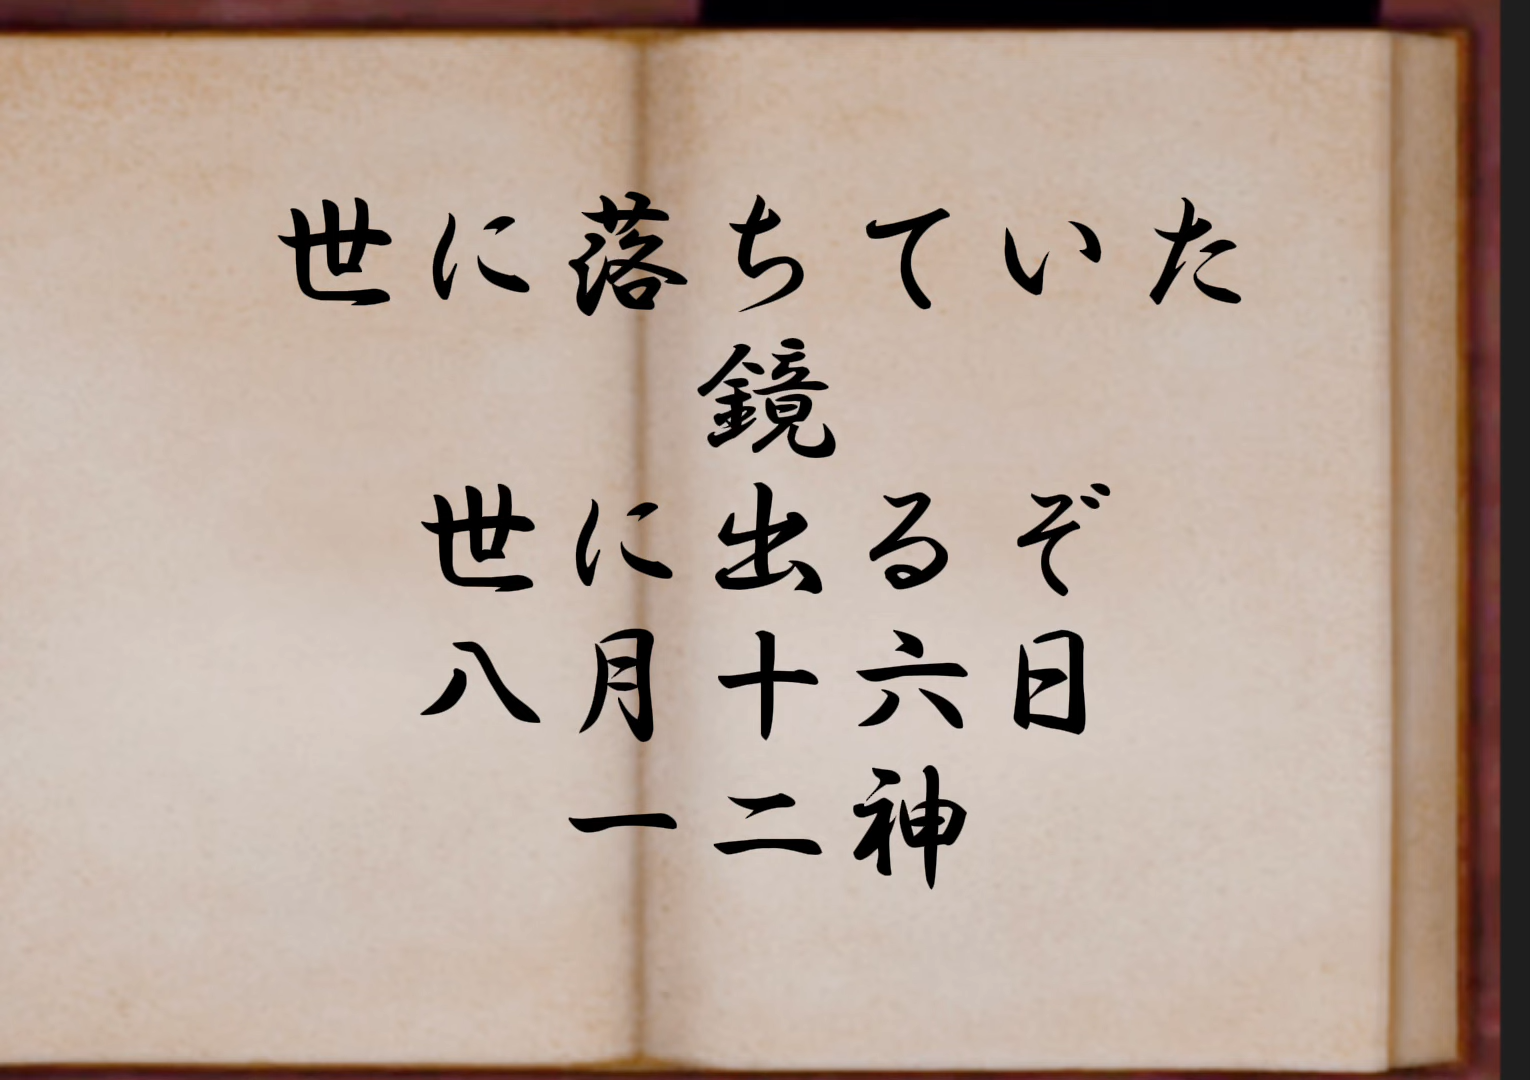 世に落ちていた
鏡
世に出るぞ
八月十六日
一二神